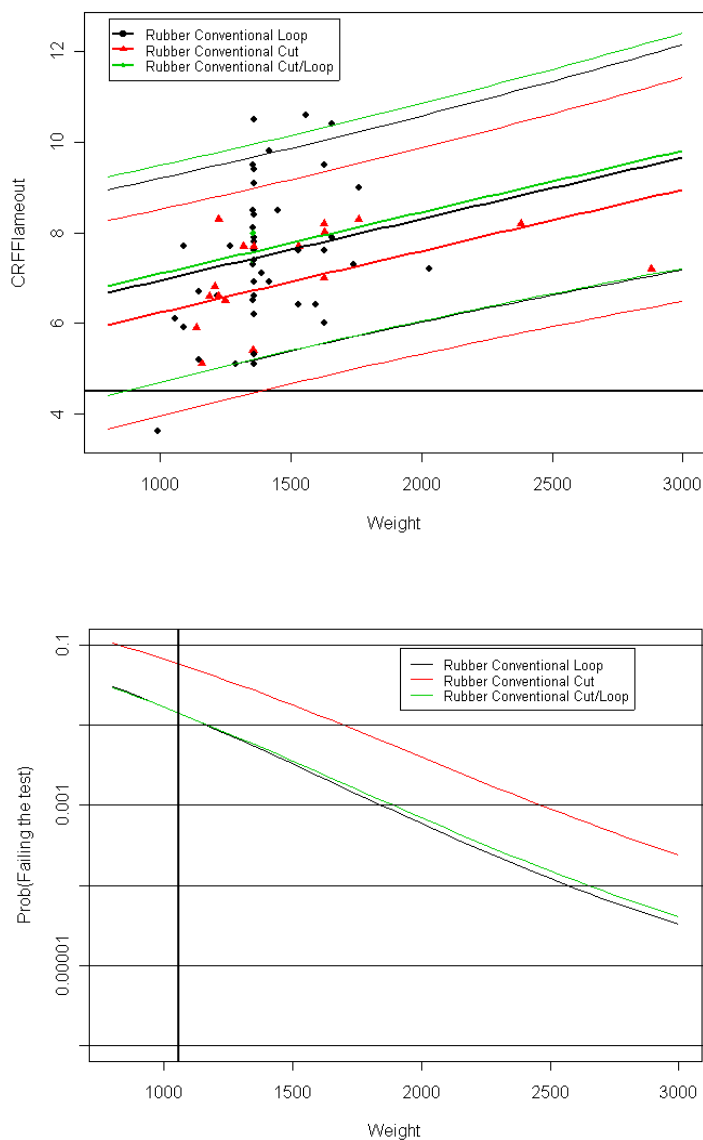 Rubber Conventional Loop
Rubber Conventional Cut
Rubber Conventional Cut/Loop
12
10
8
6
4
CRFFlameout
1000
1500
2000
2500
3000
Weight
Rubber Conventional Loop
Rubber Conventional Cut
Rubber Conventional Cut/Loop
0.1
0.001
0.00001
Prob(Failing the test)
1000
1500
2000
2500
3000
Weight